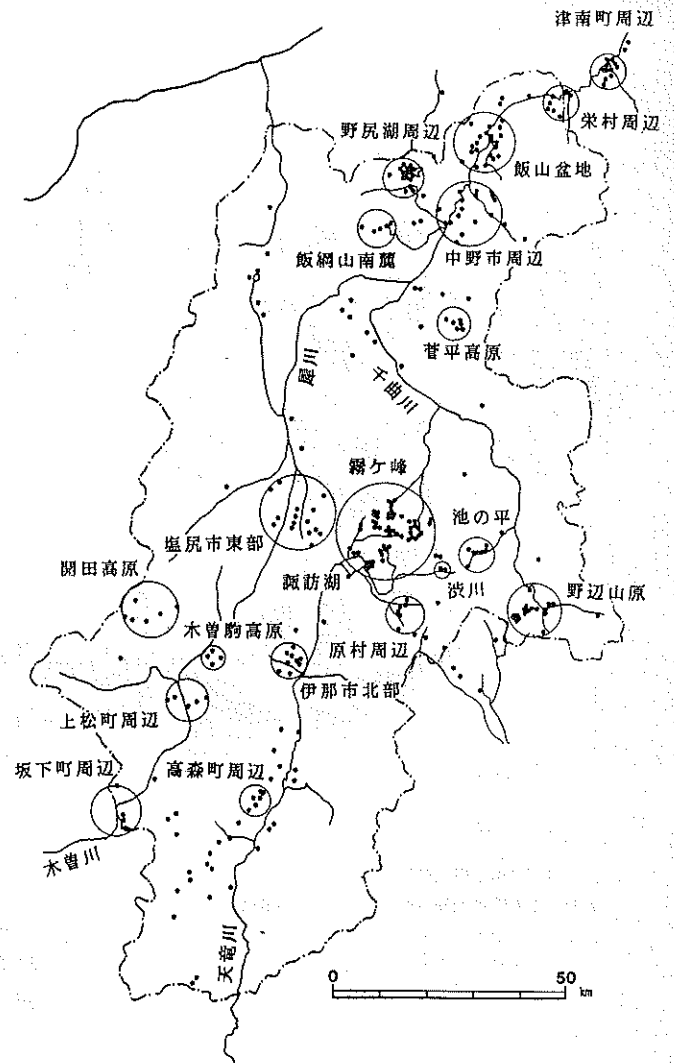 津南町周辺
栄村周辺
野尻湖周辺
飯山盆地
飯綱山南麓
中野市周辺
菅平高原
犀川
千曲川
霧ケ峰
池の平
塩尻市東部
開田高原
諏訪湖
渋川
野辺山原
木曽駒高原
原村周辺
伊那市北部
上松町周辺
坂下町周辺
高森町周辺
木曽川
天竜川
0
50
km